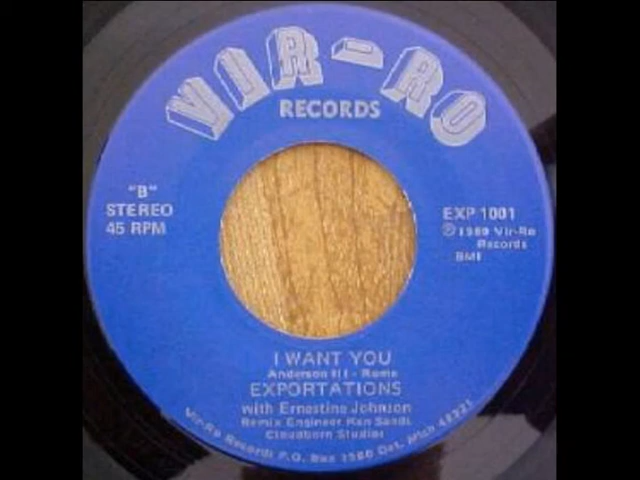 VIR-RO
RECORDS
"B"
STEREO
45 RPM
EXP 1001
℗ 1980 Vir-Ro
Records
BMI
I WANT YOU
Anderson III - Rome
EXPORTATIONS
with Ernestine Johnson
Remix Engineer Ken Sands
Cloudborn Studios
Vir-Ro Records P.O. Box 1580 Det. Mich 48221